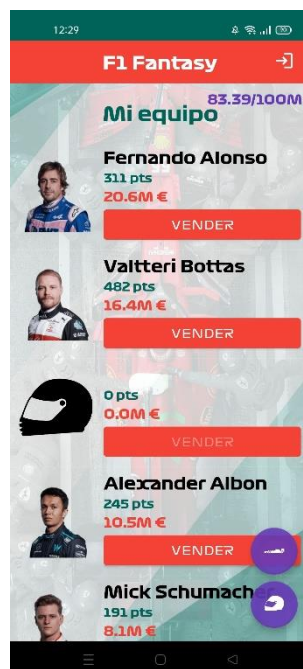 12:29
F1 Fantasy
83.39/100M
Mi equipo
Fernando Alonso
311 pts
20.6M €
VENDER
Valtteri Bottas
482 pts
16.4M €
VENDER
0 pts
0.0M €
VENDER
Alexander Albon
245 pts
10.5M €
VENDER
Mick Schumache
191 pts
8.1M €